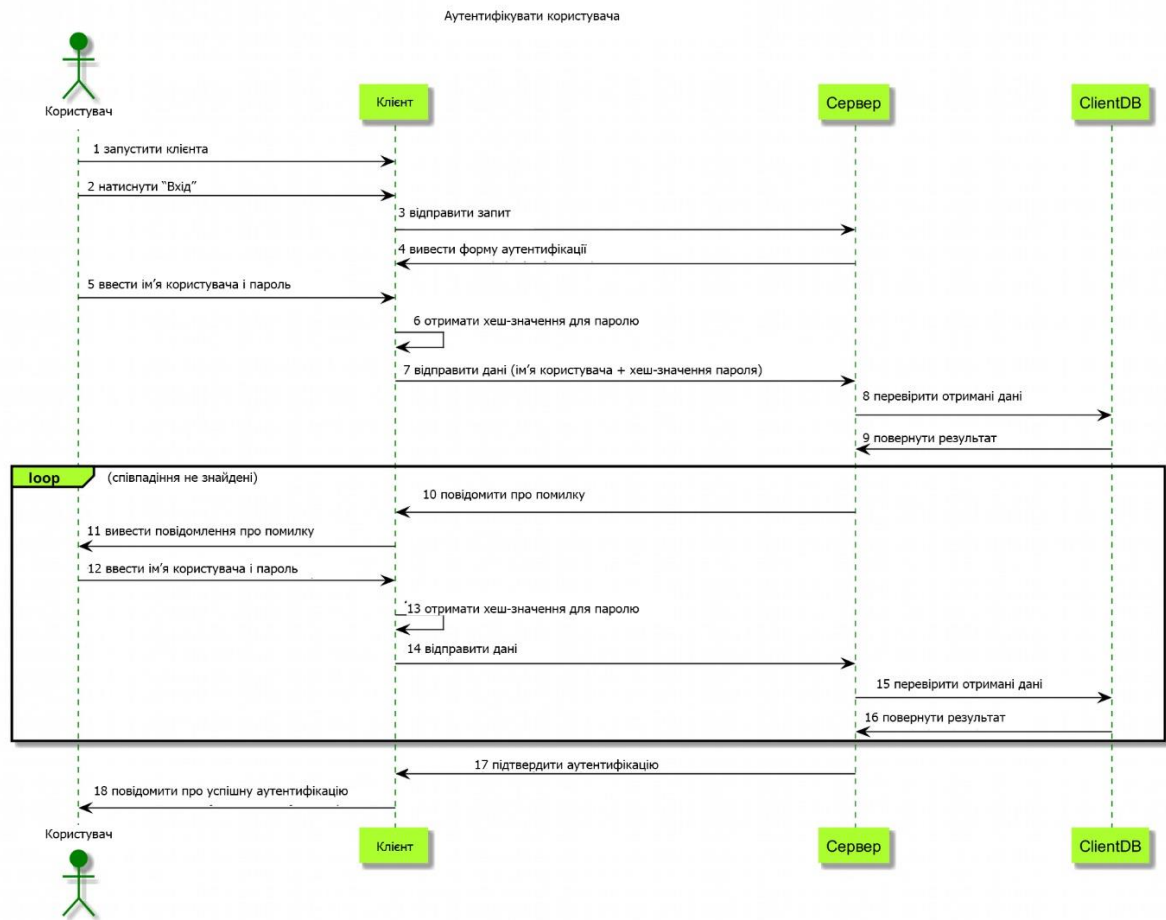 Аутентифікувати користувача
Користувач
Клієнт
Сервер
ClientDB
1 запустити клієнта
2 натиснути “Вхід”
3 відправити запит
4 вивести форму аутентифікації
5 ввести ім’я користувача і пароль
6 отримати хеш-значення для паролю
7 відправити дані (ім’я користувача + хеш-значення пароля)
8 перевірити отримані дані
9 повернути результат
loop
(співпадіння не знайдені)
10 повідомити про помилку
11 вивести повідомлення про помилку
12 ввести ім’я користувача і пароль
13 отримати хеш-значення для паролю
14 відправити дані
15 перевірити отримані дані
16 повернути результат
17 підтвердити аутентифікацію
18 повідомити про успішну аутентифікацію
Користувач
Клієнт
Сервер
ClientDB